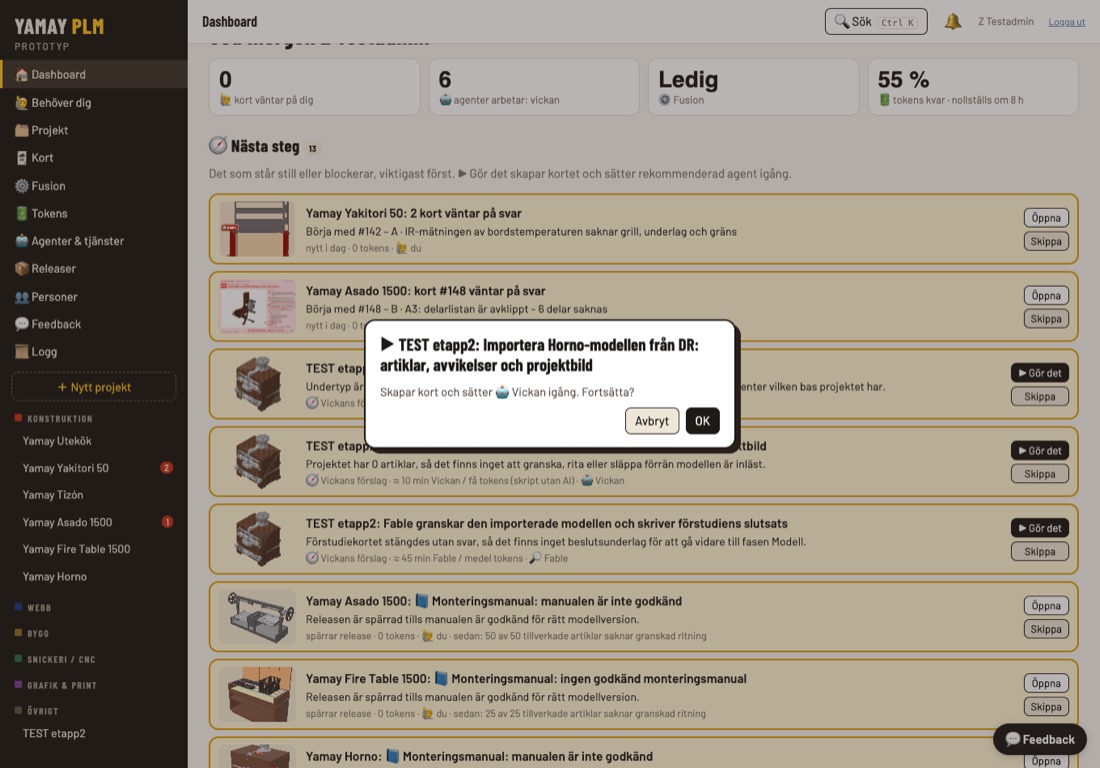 YAMAY PLM
PROTOTYP
Dashboard
Behöver dig
Projekt
Kort
Fusion
Tokens
Agenter & tjänster
Releaser
Personer
Feedback
Logg
+ Nytt projekt
KONSTRUKTION
Yamay Utekök
Yamay Yakitori 50 2
Yamay Tizón
Yamay Asado 1500 1
Yamay Fire Table 1500
Yamay Horno
WEBB
BYGG
SNICKERI / CNC
GRAFIK & PRINT
ÖVRIGT
TEST etapp2
Dashboard
Sök Ctrl K
Z Testadmin
Logga ut
0
kort väntar på dig
6
agenter arbetar: vickan
Ledig
Fusion
55 %
tokens kvar · nollställs om 8 h
Nästa steg 13
Det som står still eller blockerar, viktigast först. ▶ Gör det skapar kortet och sätter rekommenderad agent igång.
Yamay Yakitori 50: 2 kort väntar på svar
Börja med #142 – A · IR-mätningen av bordstemperaturen saknar grill, underlag och gräns
nytt i dag · 0 tokens · du
Öppna
Skippa
Yamay Asado 1500: kort #148 väntar på svar
Börja med #148 – B · A3: delarlistan är avklippt – 6 delar saknas
nytt i dag · 0 t
Öppna
Skippa
▶ TEST etapp2: Importera Horno-modellen från DR:
artiklar, avvikelser och projektbild
Skapar kort och sätter Vickan igång. Fortsätta?
Avbryt
OK
TEST etapp
Undertyp är
enter vilken bas projektet har.
Vickans fö
▶ Gör det
Skippa
TEST etapp
ktbild
Projektet har 0 artiklar, så det finns inget att granska, rita eller släppa förrän modellen är inläst.
Vickans förslag · ≈ 10 min Vickan / få tokens (skript utan AI) · Vickan
▶ Gör det
Skippa
TEST etapp2: Fable granskar den importerade modellen och skriver förstudiens slutsats
Förstudiekortet stängdes utan svar, så det finns inget beslutsunderlag för att gå vidare till fasen Modell.
Vickans förslag · ≈ 45 min Fable / medel tokens · Fable
▶ Gör det
Skippa
Yamay Asado 1500: Monteringsmanual: manualen är inte godkänd
Releasen är spärrad tills manualen är godkänd för rätt modellversion.
spärrar release · 0 tokens · du · sedan: 50 av 50 tillverkade artiklar saknar granskad ritning
Öppna
Skippa
Yamay Fire Table 1500: Monteringsmanual: ingen godkänd monteringsmanual
Releasen är spärrad tills manualen är godkänd för rätt modellversion.
spärrar release · 0 tokens · du · sedan: 25 av 25 tillverkade artiklar saknar granskad ritning
Öppna
Skippa
Yamay Horno: Monteringsmanual: manualen är inte godkänd
Öppna
Feedback